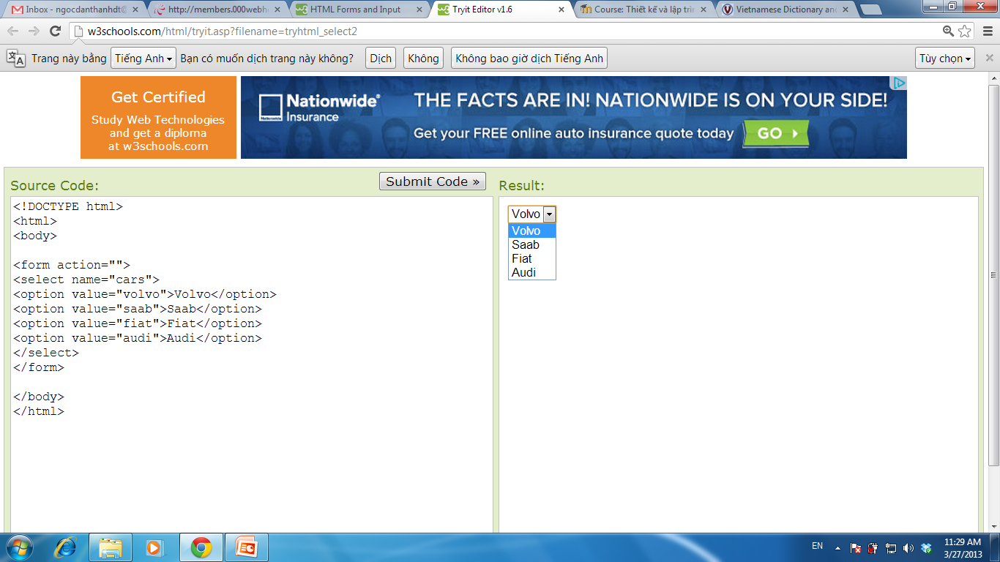 Inbox - ngocdanthanhdt@
http://members.000webh
HTML Forms and Input
Tryit Editor v1.6
Course: Thiết kế và lập trìn
Vietnamese Dictionary and
w3schools.com/html/tryit.asp?filename=tryhtml_select2
Trang này bằng Tiếng Anh Bạn có muốn dịch trang này không? Dịch Không Không bao giờ dịch Tiếng Anh Tùy chọn
Get Certified
Study Web Technologies
and get a diploma
at w3schools.com
Nationwide®
Insurance
THE FACTS ARE IN! NATIONWIDE IS ON YOUR SIDE!
Get your FREE online auto insurance quote today GO
Source Code:
Submit Code »
<!DOCTYPE html>
<html>
<body>
<form action="">
<select name="cars">
<option value="volvo">Volvo</option>
<option value="saab">Saab</option>
<option value="fiat">Fiat</option>
<option value="audi">Audi</option>
</select>
</form>
</body>
</html>
Result:
Volvo
Volvo
Saab
Fiat
Audi
EN
11:29 AM
3/27/2013